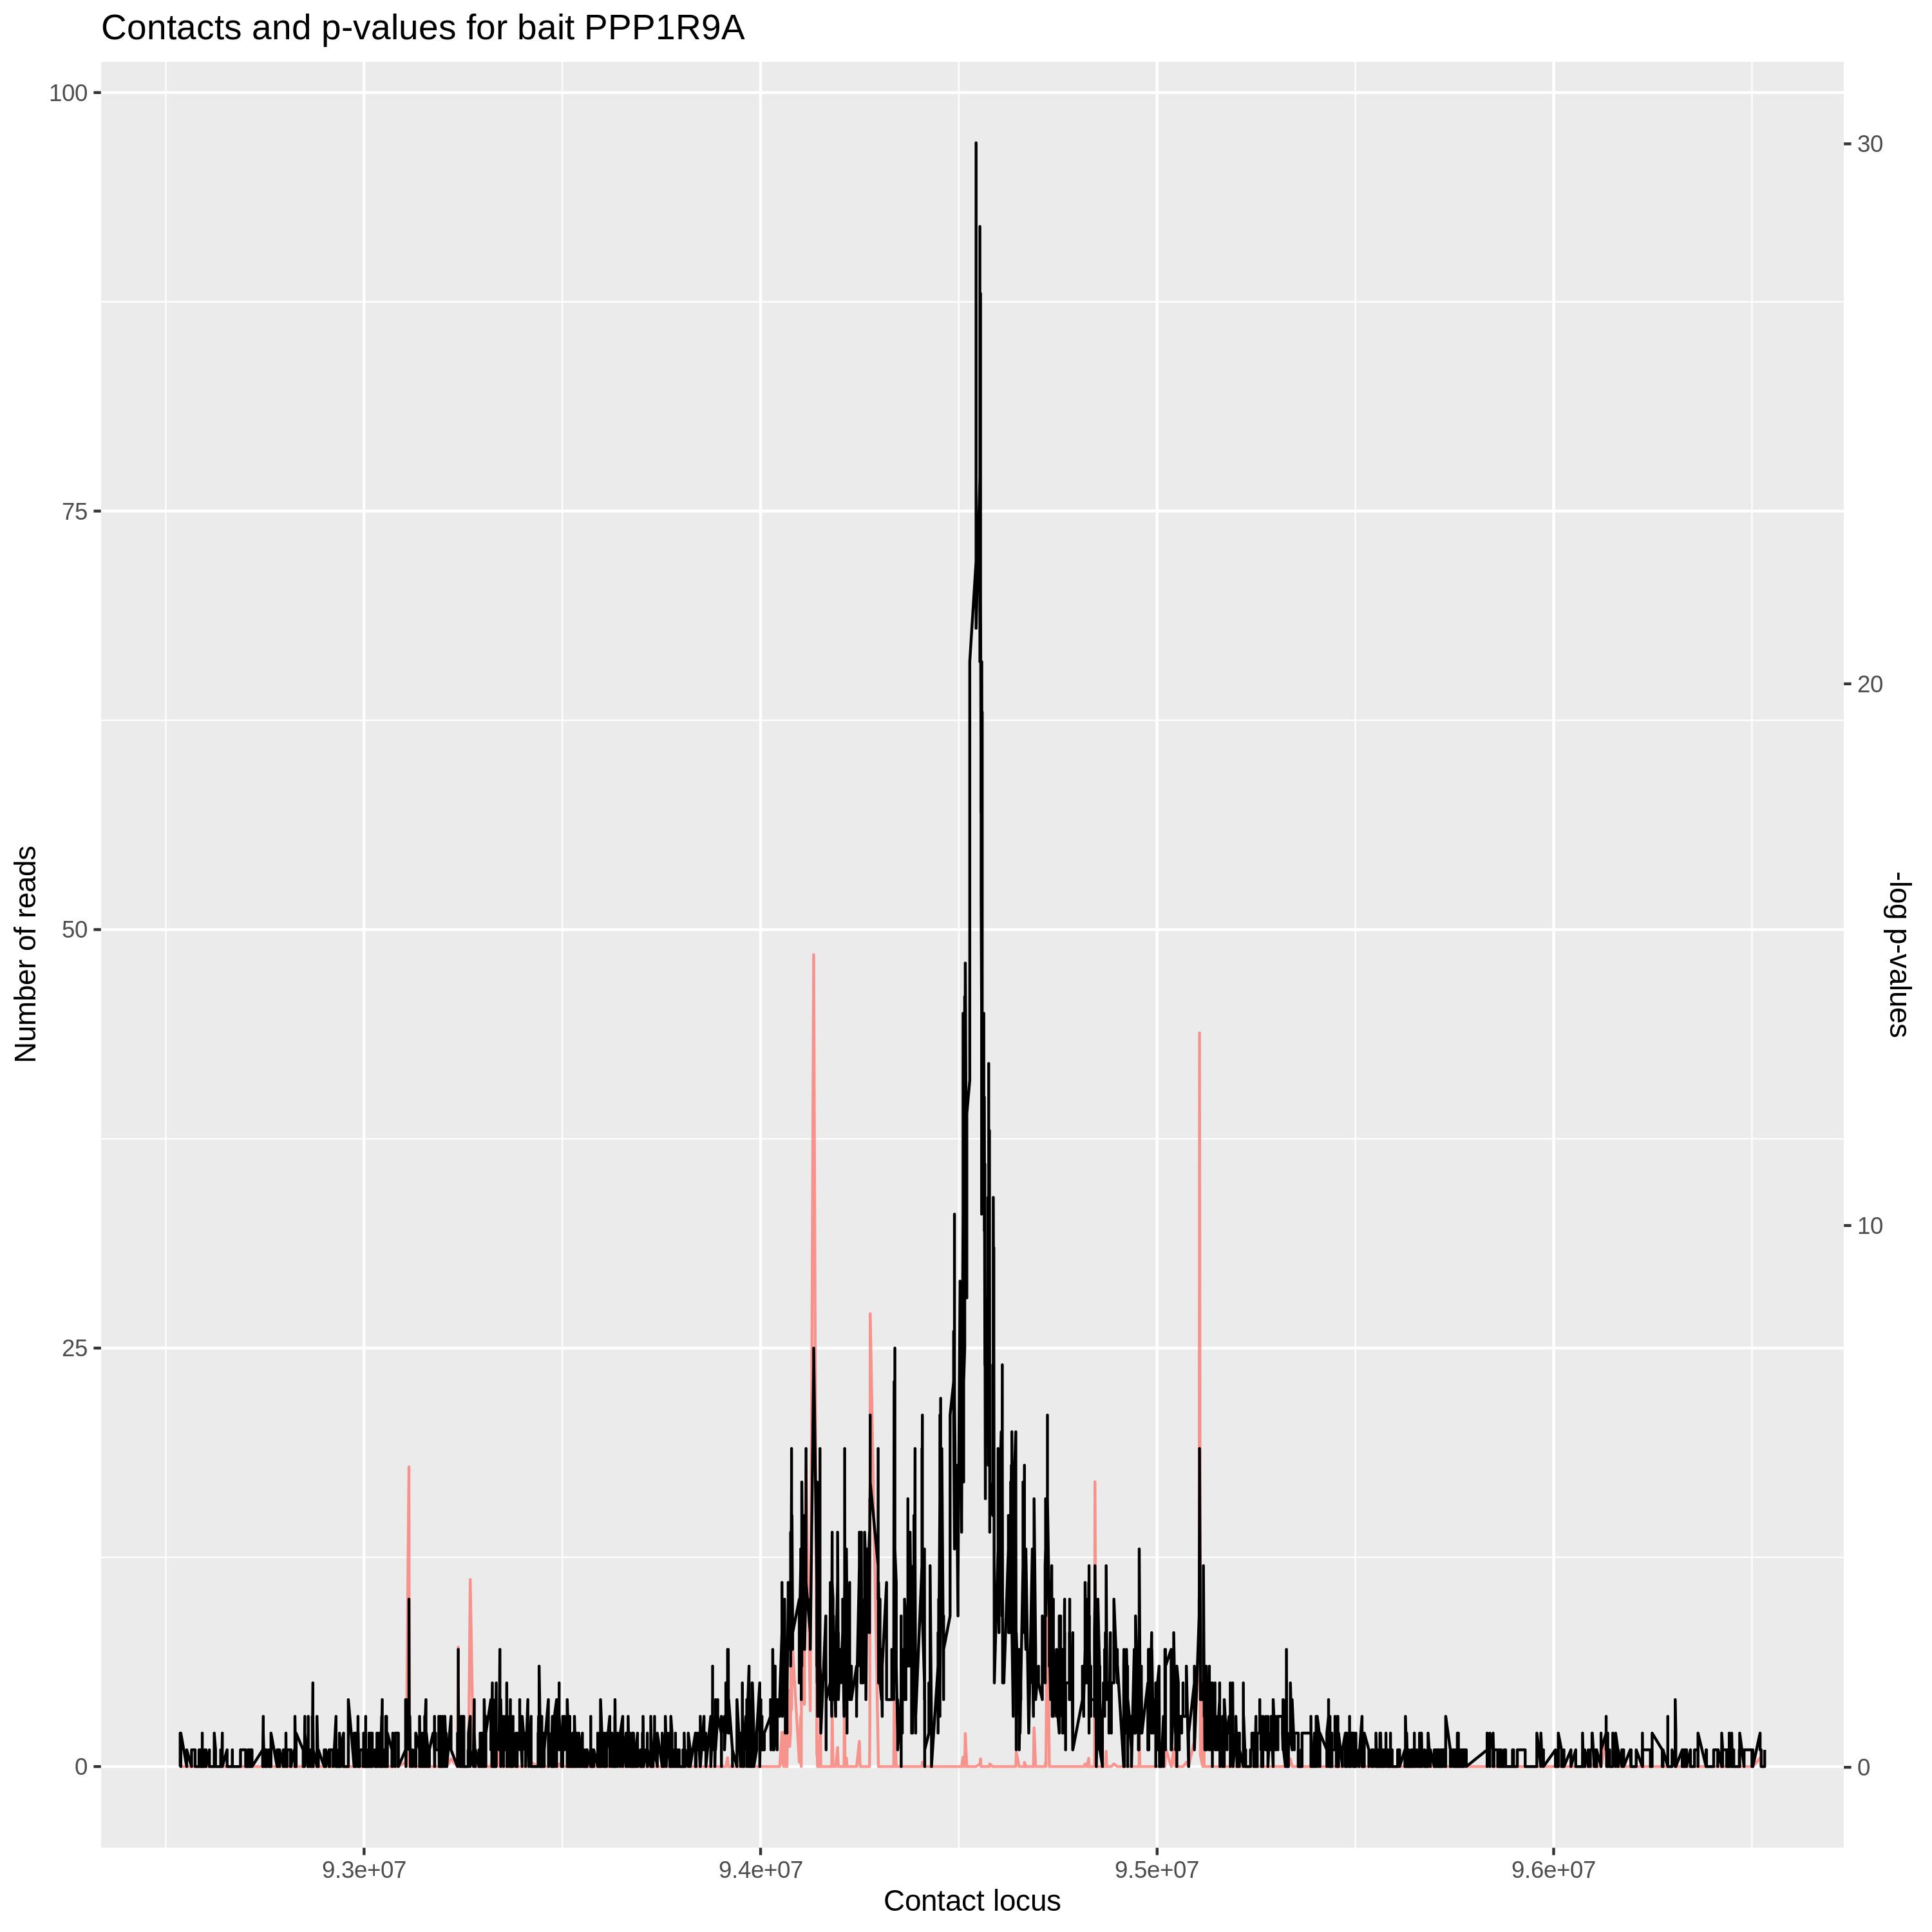 Contacts and p-values for bait PPP1R9A
100
75
50
25
0
Number of reads
30
20
10
0
-log p-values
9.3e+07 9.4e+07 9.5e+07 9.6e+07
Contact locus